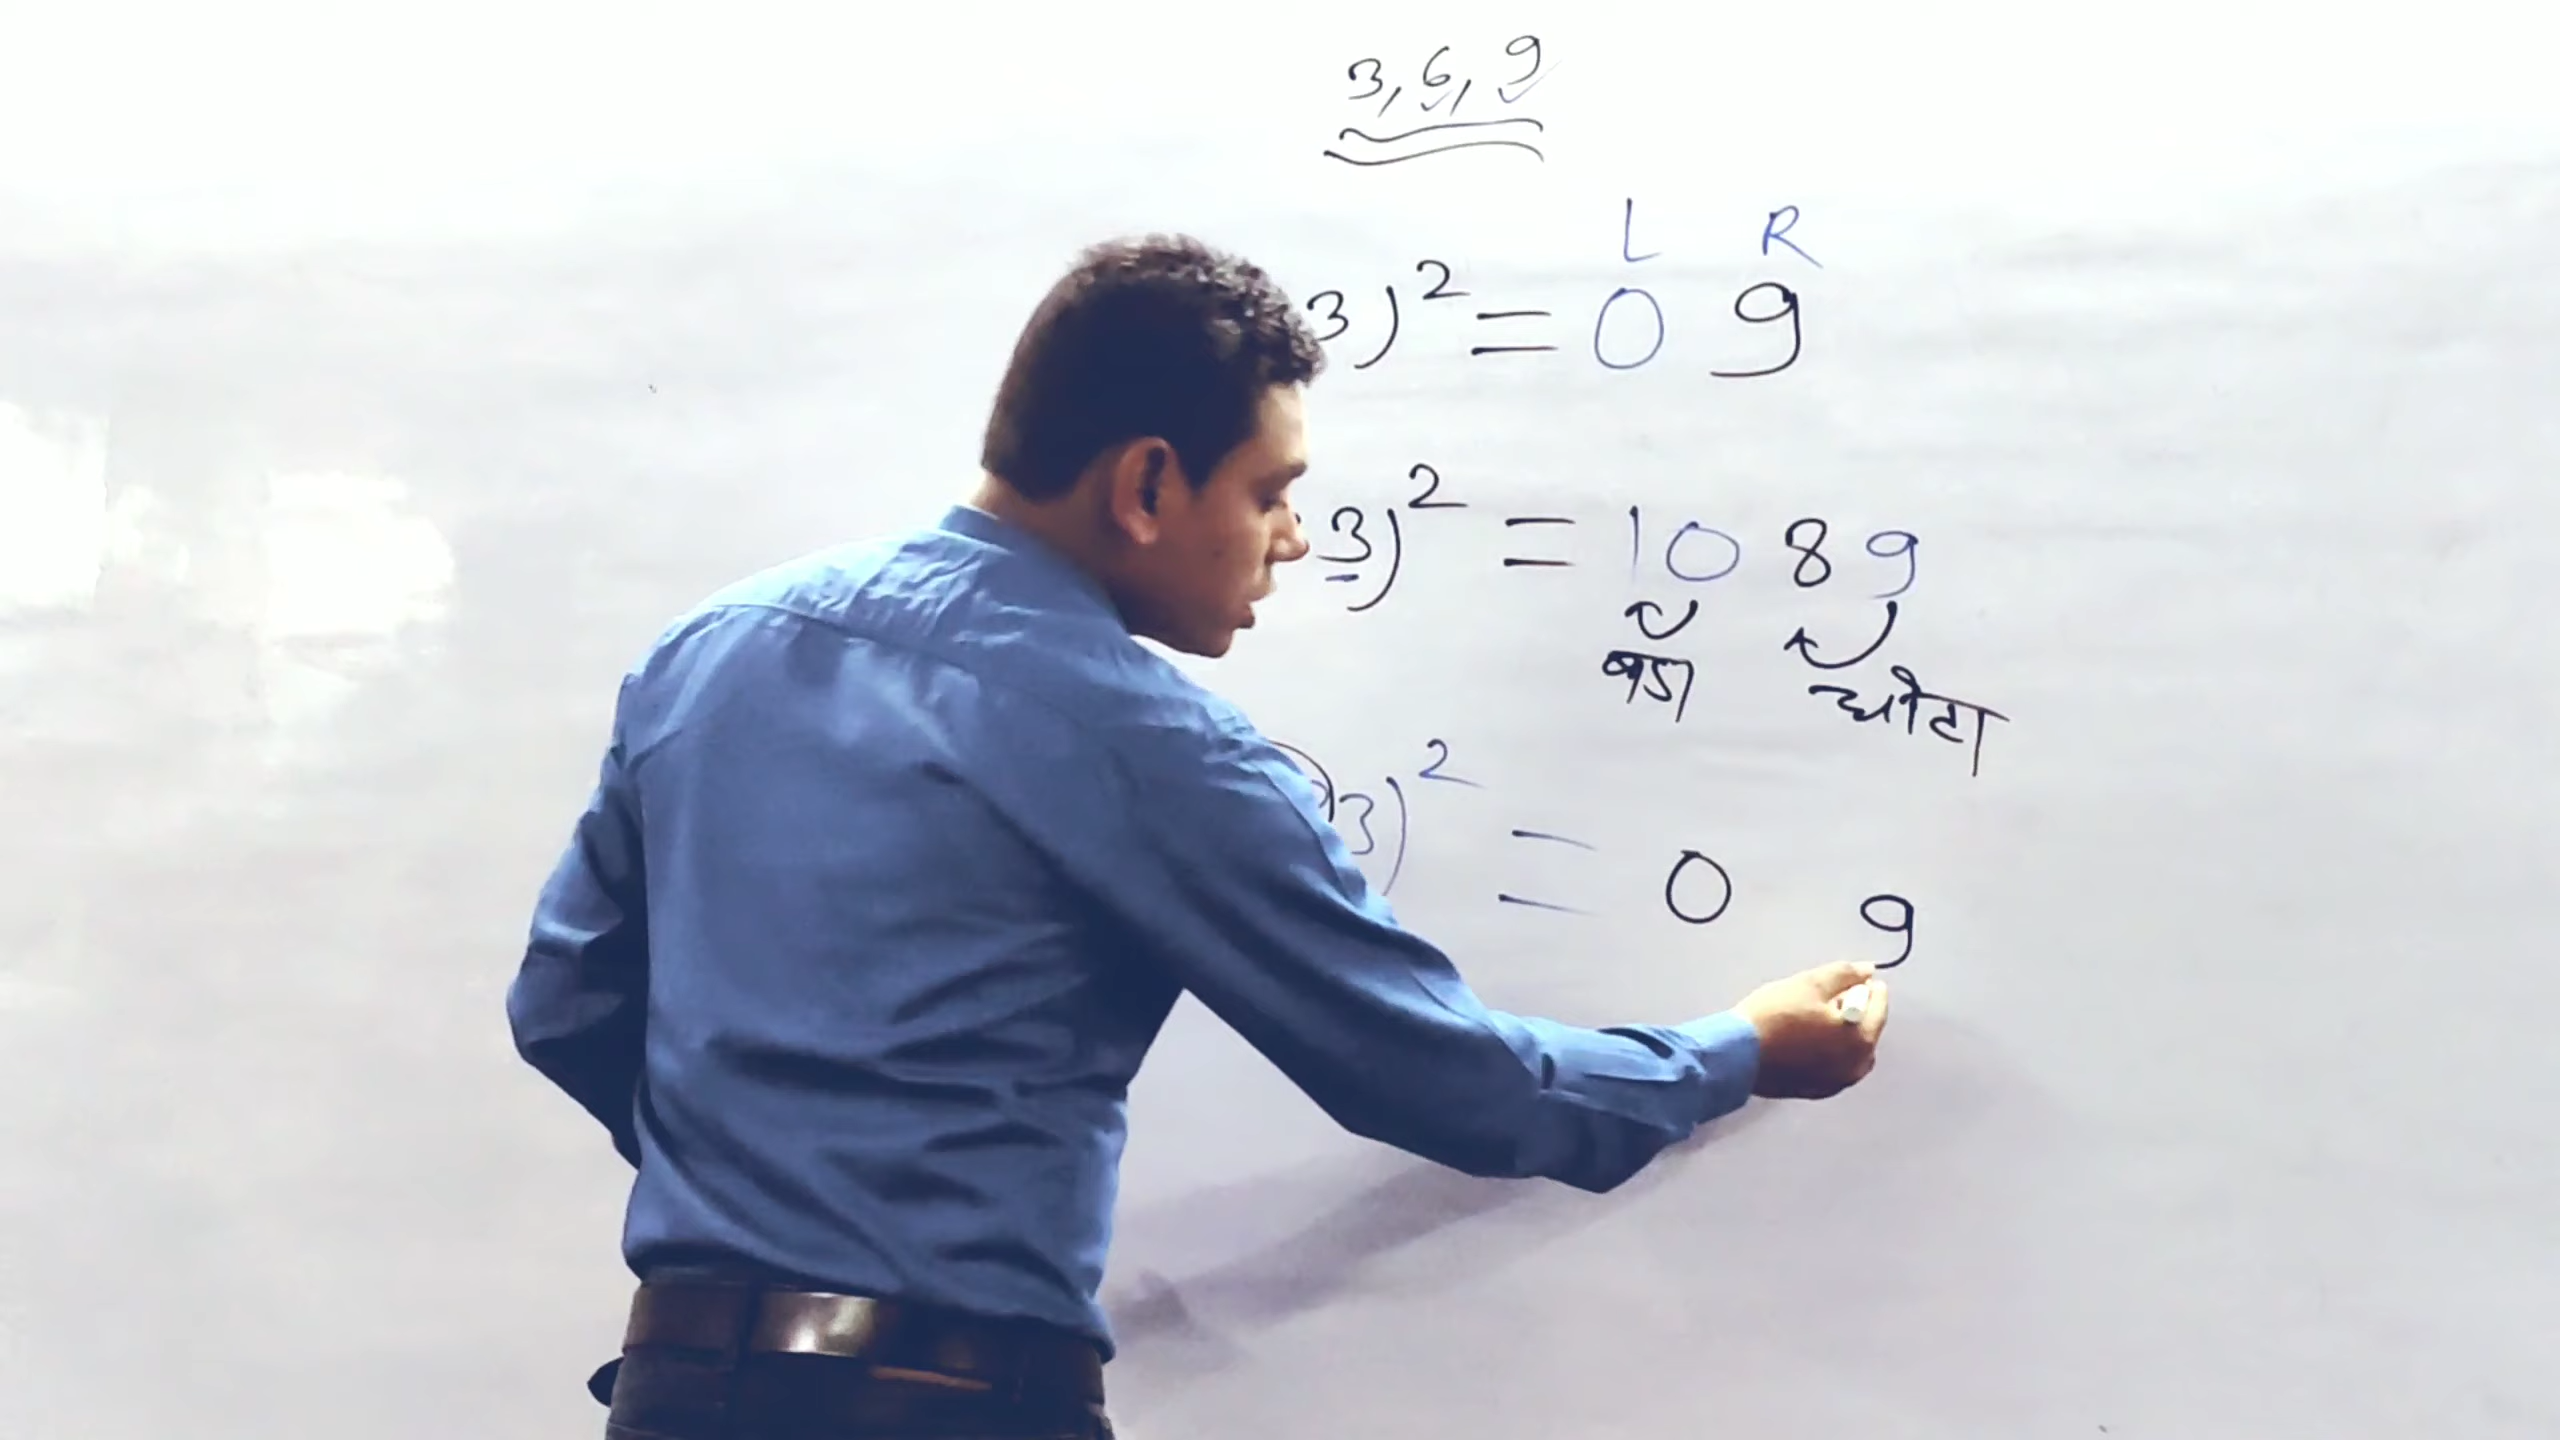 3, 6, 9
L R
3)² = 0 9
3)² = 10 89
बडा छोटा
3)² = 0 9